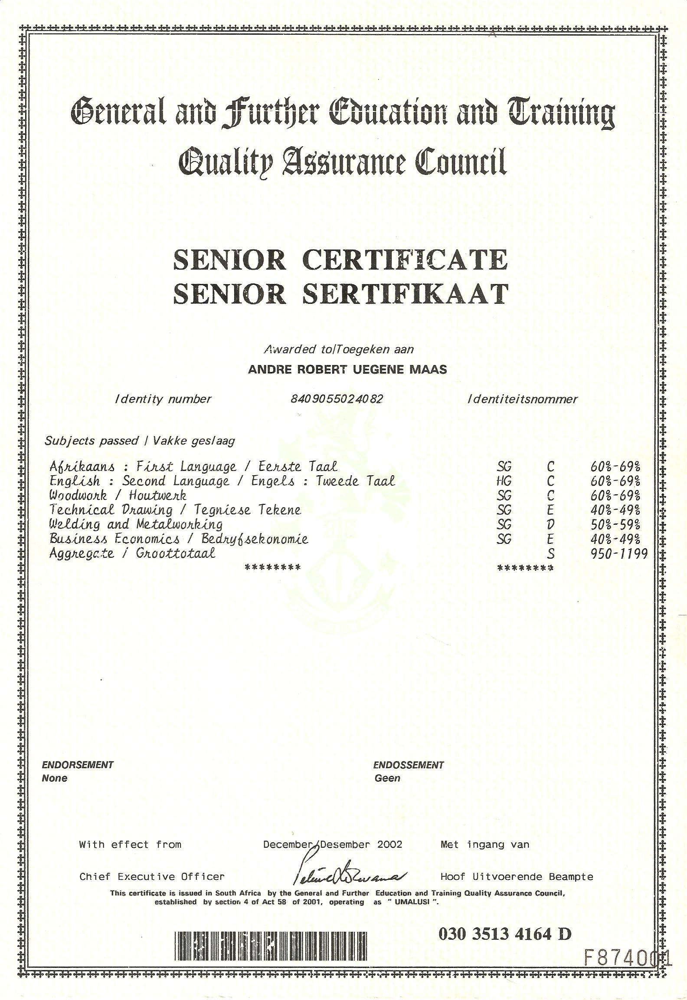 General and Further Education and Training
Quality Assurance Council
SENIOR CERTIFICATE
SENIOR SERTIFIKAAT
Awarded to/Toegeken aan
ANDRE ROBERT UEGENE MAAS
Identity number 8409055024082 Identiteitsnommer
Subjects passed / Vakke geslaag
Afrikaans : First Language / Eerste Taal SG C 60%-69%
English : Second Language / Engels : Tweede Taal HG C 60%-69%
Woodwork / Houtwerk SG C 60%-69%
Technical Drawing / Tegniese Tekene SG E 40%-49%
Welding and Metalworking SG D 50%-59%
Business Economics / Bedryfsekonomie SG E 40%-49%
Aggregate / Groottotaal S 950-1199
******** ********
ENDORSEMENT ENDOSSEMENT
None Geen
With effect from December/Desember 2002 Met ingang van
Chief Executive Officer Hoof Uitvoerende Beampte
This certificate is issued in South Africa by the General and Further Education and Training Quality Assurance Council,
established by section 4 of Act 58 of 2001, operating as " UMALUSI ".
030 3513 4164 D
F874001